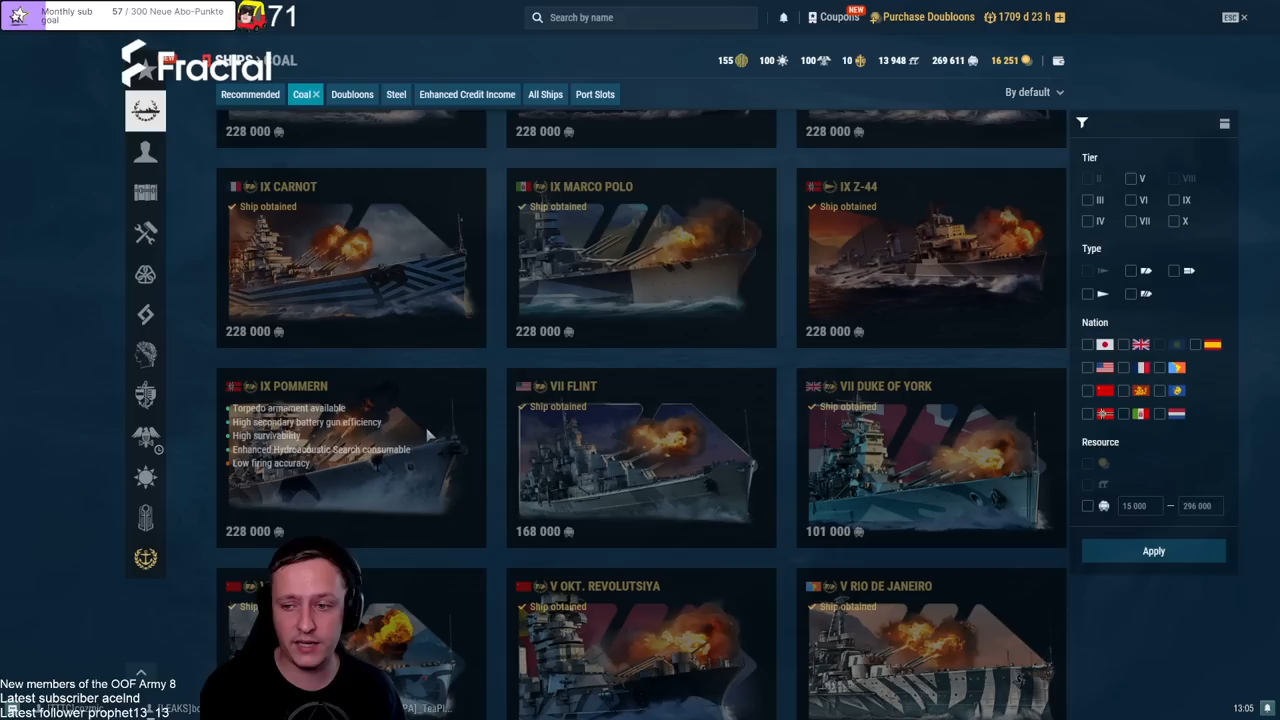 Monthly sub goal
57 / 300 Neue Abo-Punkte
71
Search by name
NEW
Coupons
Purchase Doubloons
1709 d 23 h
ESC ×
Fractal
SHIPS
COAL
155
100
100
10
13 948
269 611
16 251
Recommended
Coal ×
Doubloons
Steel
Enhanced Credit Income
All Ships
Port Slots
By default
228 000
228 000
228 000
IX CARNOT
Ship obtained
228 000
IX MARCO POLO
Ship obtained
228 000
IX Z-44
Ship obtained
228 000
IX POMMERN
Torpedo armament available
High secondary battery gun efficiency
High survivability
Enhanced Hydroacoustic Search consumable
Low firing accuracy
228 000
VII FLINT
Ship obtained
168 000
VII DUKE OF YORK
Ship obtained
101 000
V
Ship
V OKT. REVOLUTSIYA
Ship obtained
V RIO DE JANEIRO
Ship obtained
Tier
II
V
VIII
III
VI
IX
IV
VII
X
Type
Nation
Resource
15 000 — 296 000
Apply
New members of the OOF Army 8
Latest subscriber acelnd
Latest follower prophet13_13
13:05